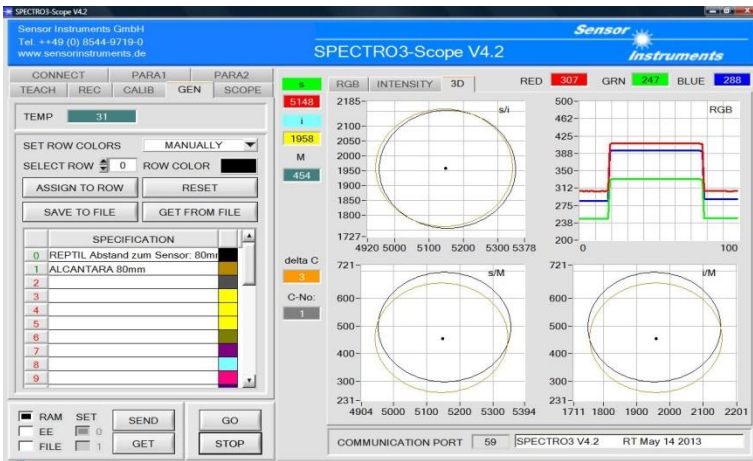 SPECTRO3-Scope V4.2
Sensor Instruments GmbH
Tel. ++49 (0) 8544-9719-0
www.sensorinstruments.de
SPECTRO3-Scope V4.2
Sensor
Instruments
CONNECT PARA1 PARA2
TEACH REC CALIB GEN SCOPE
TEMP 31
SET ROW COLORS MANUALLY
SELECT ROW 0 ROW COLOR
ASSIGN TO ROW RESET
SAVE TO FILE GET FROM FILE
SPECIFICATION
0 REPTIL Abstand zum Sensor: 80m
1 ALCANTARA 80mm
2
3
4
5
6
7
8
9
RAM SET SEND GO
EE 0
FILE 1 GET STOP
s
5148
i
1958
M
454
delta C
3
C-No:
1
RGB INTENSITY 3D RED 307 GRN 247 BLUE 288
s/i
2185
2100
2050
2000
1950
1900
1850
1800
1727
4920 5000 5100 5200 5300 5378
RGB
500
462
425
388
350
312
275
238
200
0 100
s/M
721
600
500
400
300
231
4904 5000 5100 5200 5300 5394
i/M
721
600
500
400
300
231
1711 1800 1900 2000 2100 2201
COMMUNICATION PORT 59 SPECTRO3 V4.2 RT May 14 2013